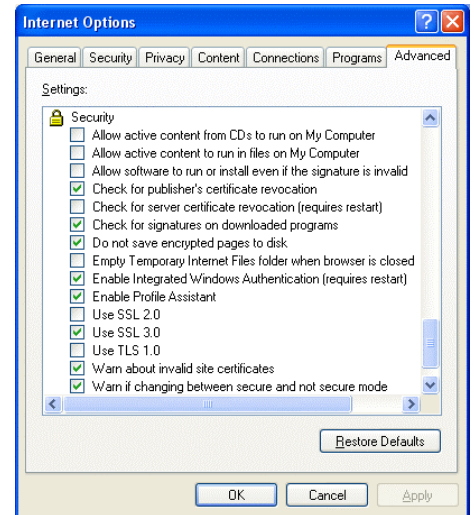 Internet Options
General Security Privacy Content Connections Programs Advanced
Settings:
Security
Allow active content from CDs to run on My Computer
Allow active content to run in files on My Computer
Allow software to run or install even if the signature is invalid
Check for publisher's certificate revocation
Check for server certificate revocation (requires restart)
Check for signatures on downloaded programs
Do not save encrypted pages to disk
Empty Temporary Internet Files folder when browser is closed
Enable Integrated Windows Authentication (requires restart)
Enable Profile Assistant
Use SSL 2.0
Use SSL 3.0
Use TLS 1.0
Warn about invalid site certificates
Warn if changing between secure and not secure mode
Restore Defaults
OK Cancel Apply